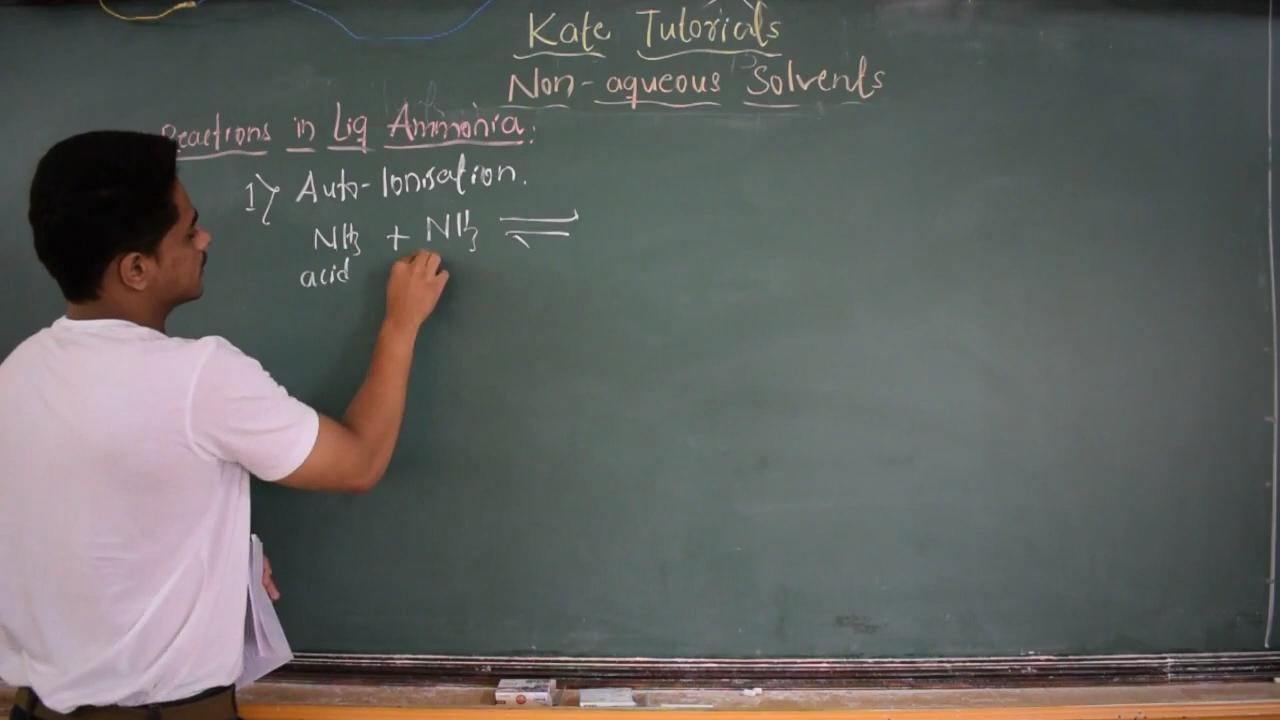 Kate Tutorials
Non-aqueous Solvents
Reactions in Liq Ammonia.
1) Auto-Ionisation.
NH3 + NH3 ⇌
acid